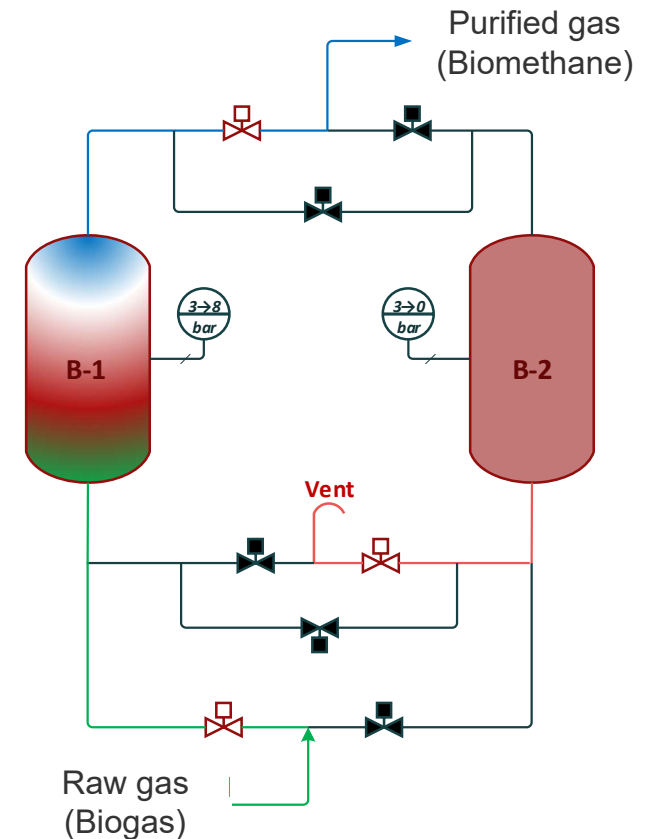 Purified gas
(Biomethane)
3→8
bar
3→0
bar
B-1
B-2
Vent
Raw gas
(Biogas)